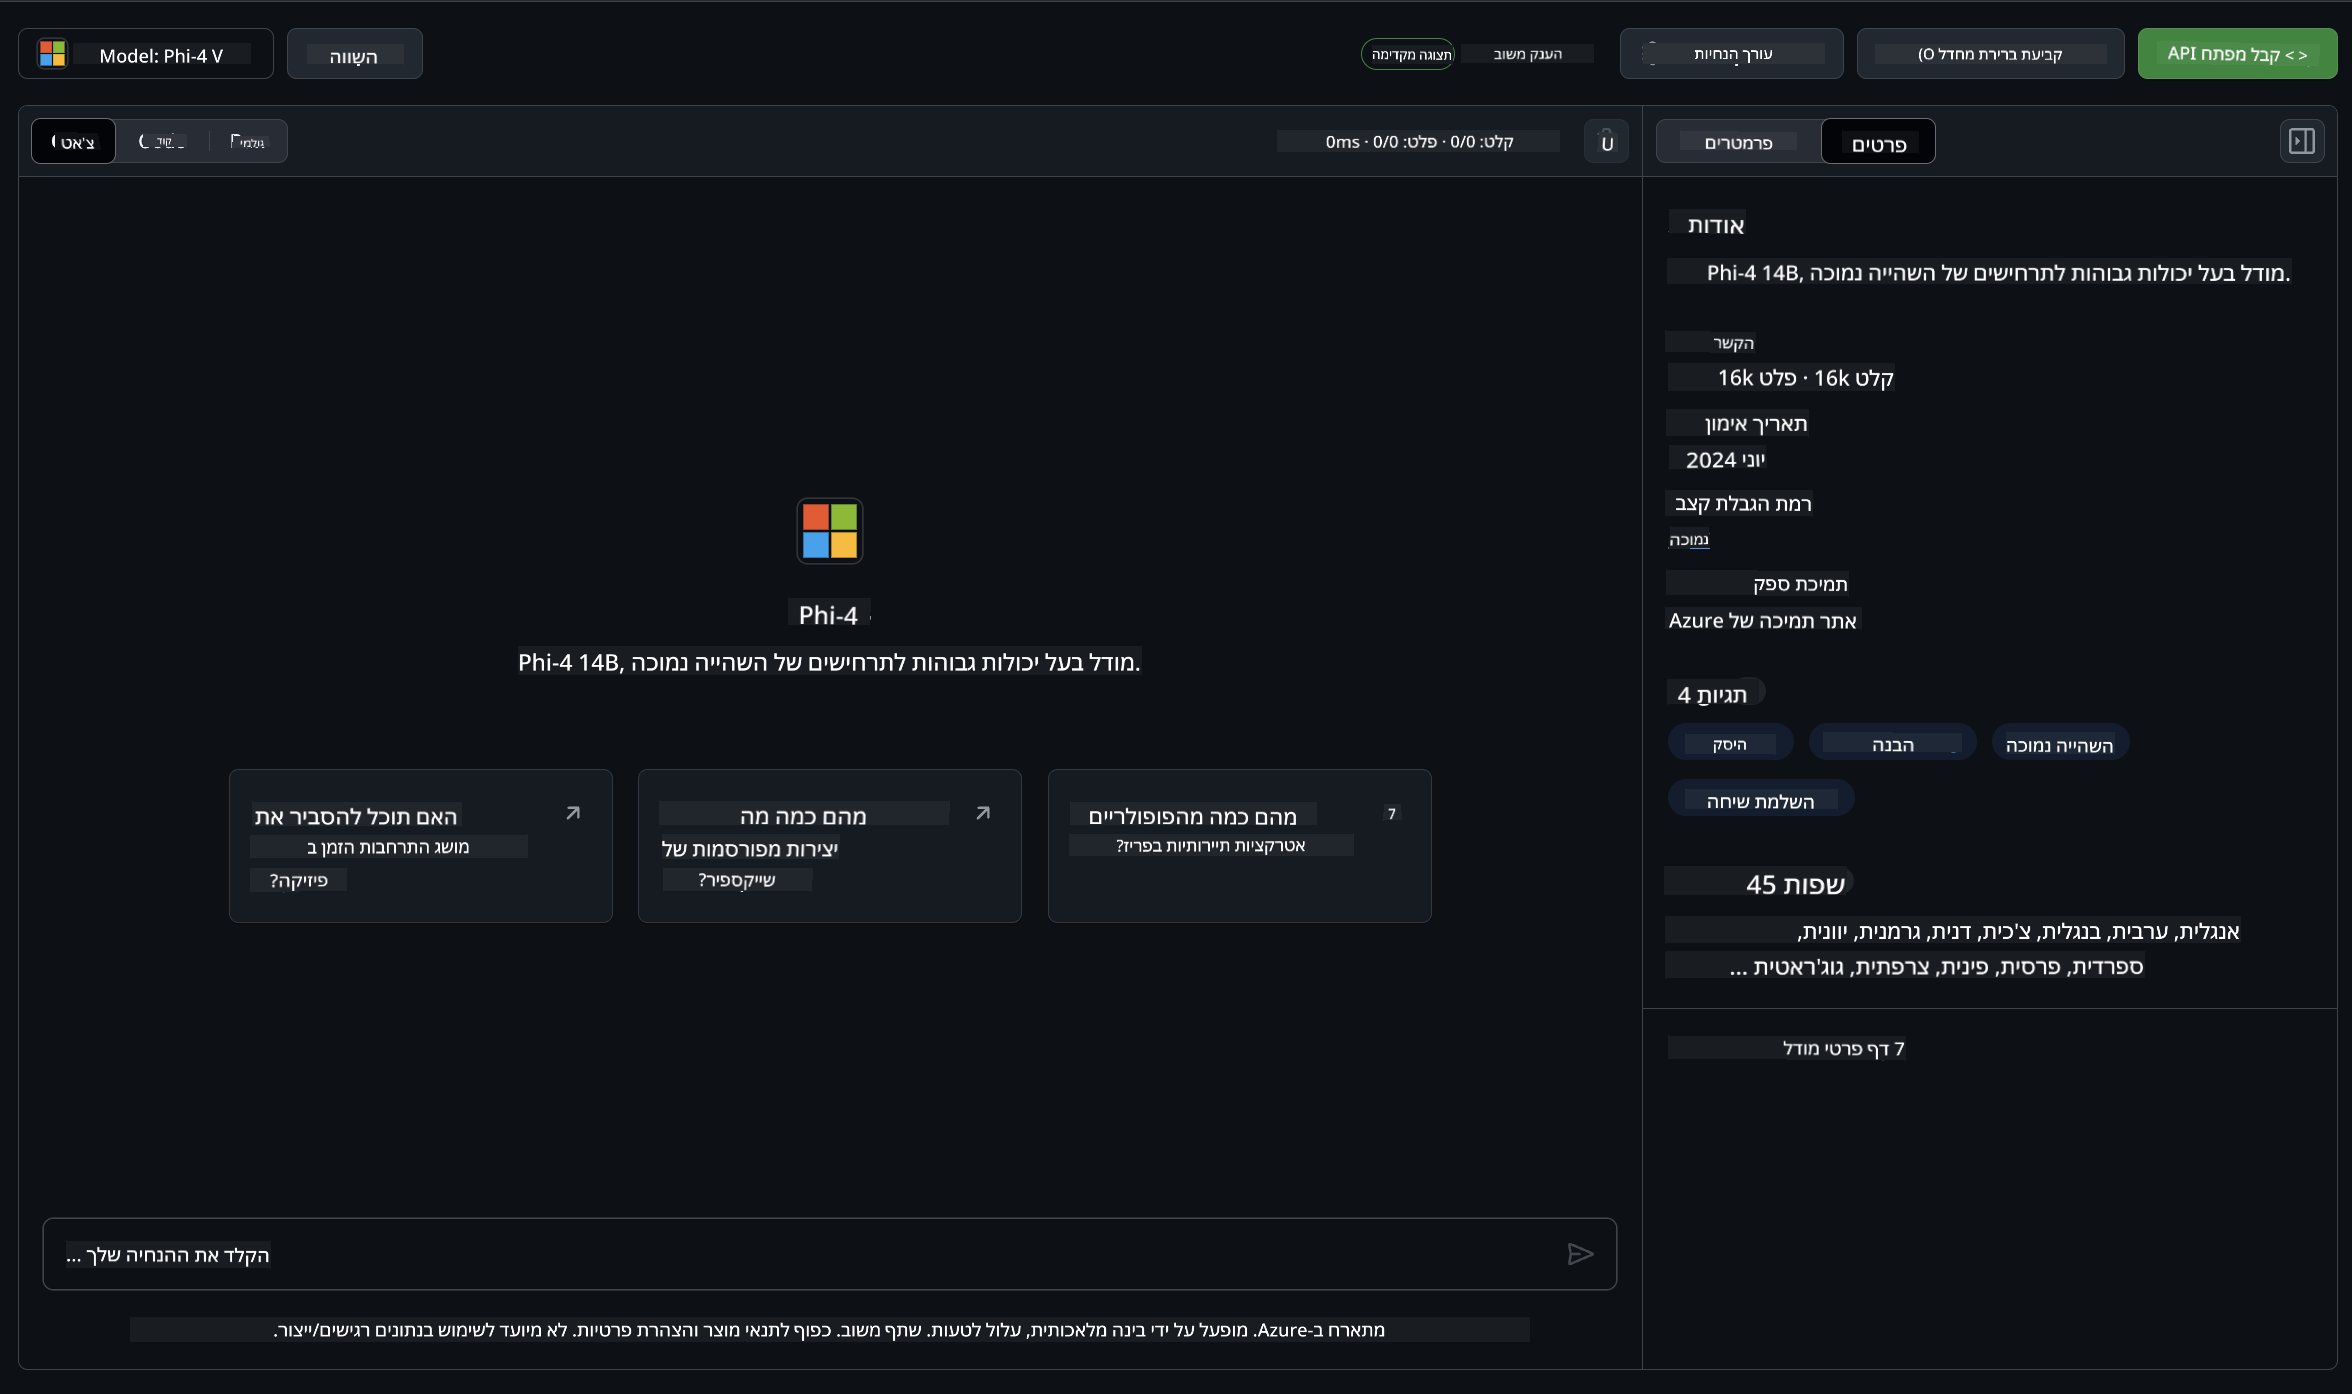 Model: Phi-4 V
השווה
תצוגה מקדימה
הענק משוב
עורך הנחיות
קביעת ברירת מחדל O)
< > קבל מפתח API
צ'אט
קוד
גולמי
קלט: 0/0 · פלט: 0/0 · 0ms
פרמטרים
פרטים
Phi-4
Phi-4 14B, מודל בעל יכולות גבוהות לתרחישים של השהייה נמוכה.
האם תוכל להסביר את
מושג התרחבות הזמן ב
פיזיקה?
מהם כמה מה
יצירות מפורסמות של
שייקספיר?
מהם כמה מהפופולריים
7
אטרקציות תיירותיות בפריז?
הקלד את ההנחיה שלך ...
מתארח ב-Azure. מופעל על ידי בינה מלאכותית, עלול לטעות. שתף משוב. כפוף לתנאי מוצר והצהרת פרטיות. לא מיועד לשימוש בנתונים רגישים/ייצור.
אודות
Phi-4 14B, מודל בעל יכולות גבוהות לתרחישים של השהייה נמוכה.
הקשר
קלט 16k · פלט 16k
תאריך אימון
יוני 2024
רמת הגבלת קצב
נמוכה
תמיכת ספק
אתר תמיכה של Azure
תגיות 4
היסק
הבנה
השהייה נמוכה
השלמת שיחה
שפות 45
אנגלית, ערבית, בנגלית, צ'כית, דנית, גרמנית, יוונית,
ספרדית, פרסית, פינית, צרפתית, גוג'ראטית ...
7 דף פרטי מודל